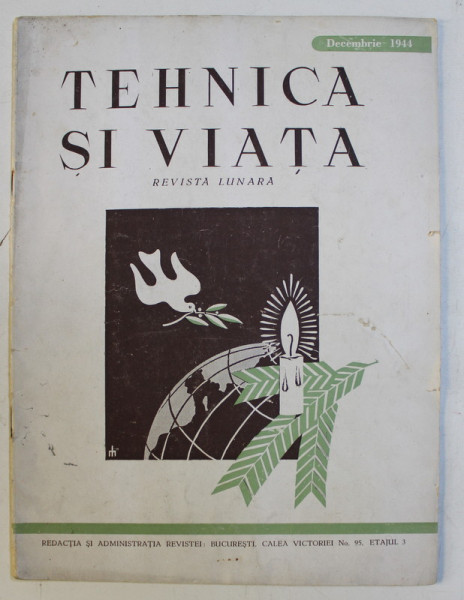 Decembrie 1944
TEHNICA
ȘI VIAȚA
REVISTĂ LUNARĂ
REDACȚIA ȘI ADMINISTRAȚIA REVISTEI: BUCUREȘTI, CALEA VICTORIEI No. 95, ETAJUL 3